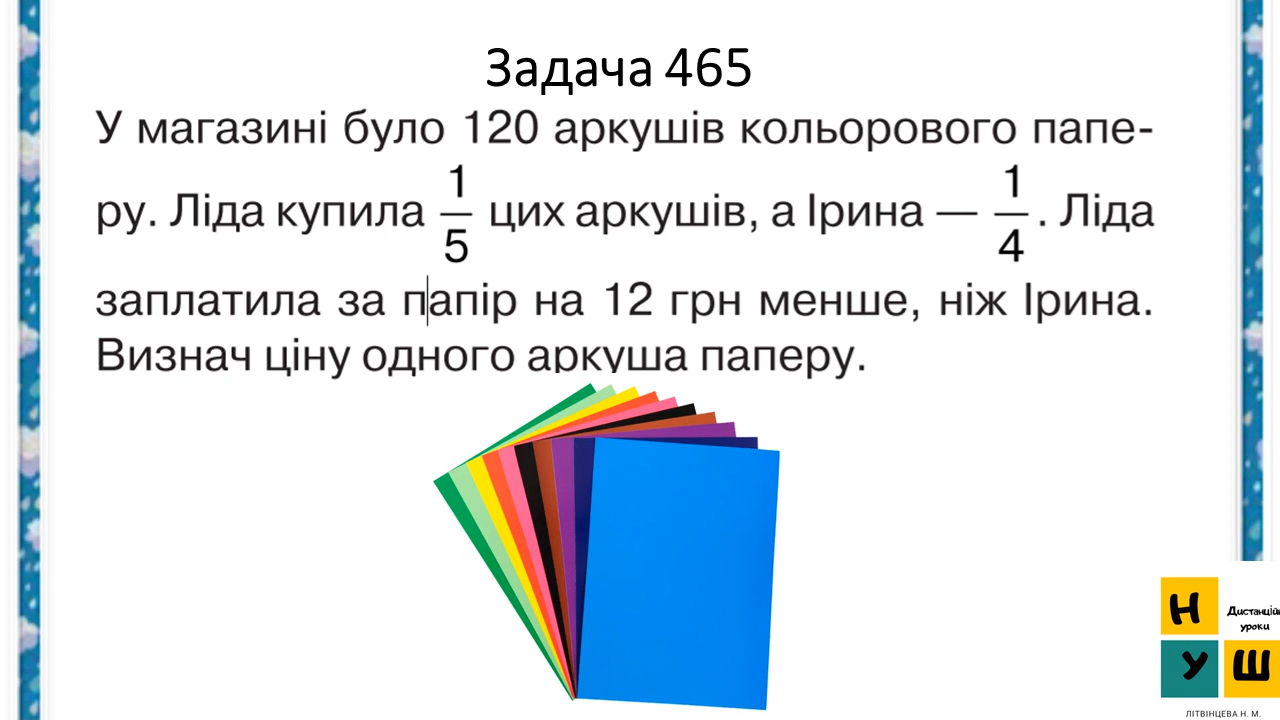 Задача 465
У магазині було 120 аркушів кольорового папе-
ру. Ліда купила 1/5 цих аркушів, а Ірина — 1/4. Ліда
заплатила за папір на 12 грн менше, ніж Ірина.
Визнач ціну одного аркуша паперу.
Н
Дистанцій
уроки
У Ш
ЛІТВІНЦЕВА Н. М.